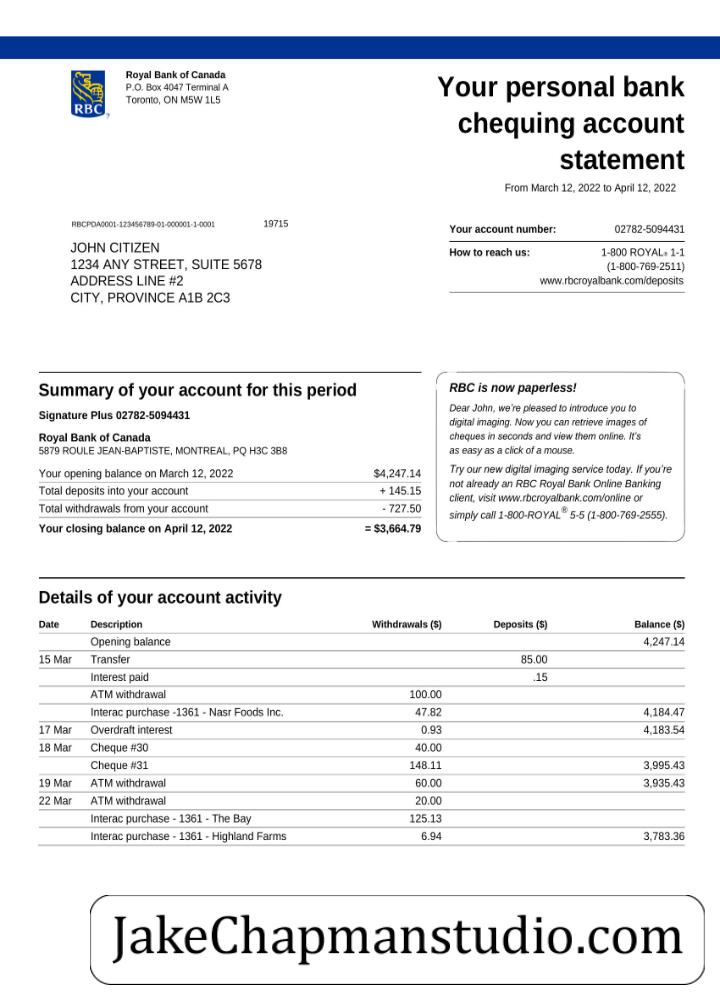 Royal Bank of Canada
P.O. Box 4047 Terminal A
Toronto, ON M5W 1L5
RBC
Your personal bank
chequing account
statement
From March 12, 2022 to April 12, 2022
RBCPDA0001-123456789-01-000001-1-0001 19715
JOHN CITIZEN
1234 ANY STREET, SUITE 5678
ADDRESS LINE #2
CITY, PROVINCE A1B 2C3
Your account number: 02782-5094431
How to reach us: 1-800 ROYAL® 1-1
(1-800-769-2511)
www.rbcroyalbank.com/deposits
Summary of your account for this period
Signature Plus 02782-5094431
Royal Bank of Canada
5879 ROULE JEAN-BAPTISTE, MONTREAL, PQ H3C 3B8
Your opening balance on March 12, 2022 $4,247.14
Total deposits into your account + 145.15
Total withdrawals from your account - 727.50
Your closing balance on April 12, 2022 = $3,664.79
RBC is now paperless!
Dear John, we're pleased to introduce you to
digital imaging. Now you can retrieve images of
cheques in seconds and view them online. It's
as easy as a click of a mouse.
Try our new digital imaging service today. If you're
not already an RBC Royal Bank Online Banking
client, visit www.rbcroyalbank.com/online or
simply call 1-800-ROYAL® 5-5 (1-800-769-2555).
Details of your account activity
Date Description Withdrawals ($) Deposits ($) Balance ($)
Opening balance 4,247.14
15 Mar Transfer 85.00
Interest paid .15
ATM withdrawal 100.00
Interac purchase -1361 - Nasr Foods Inc. 47.82 4,184.47
17 Mar Overdraft interest 0.93 4,183.54
18 Mar Cheque #30 40.00
Cheque #31 148.11 3,995.43
19 Mar ATM withdrawal 60.00 3,935.43
22 Mar ATM withdrawal 20.00
Interac purchase - 1361 - The Bay 125.13
Interac purchase - 1361 - Highland Farms 6.94 3,783.36
JakeChapmanstudio.com